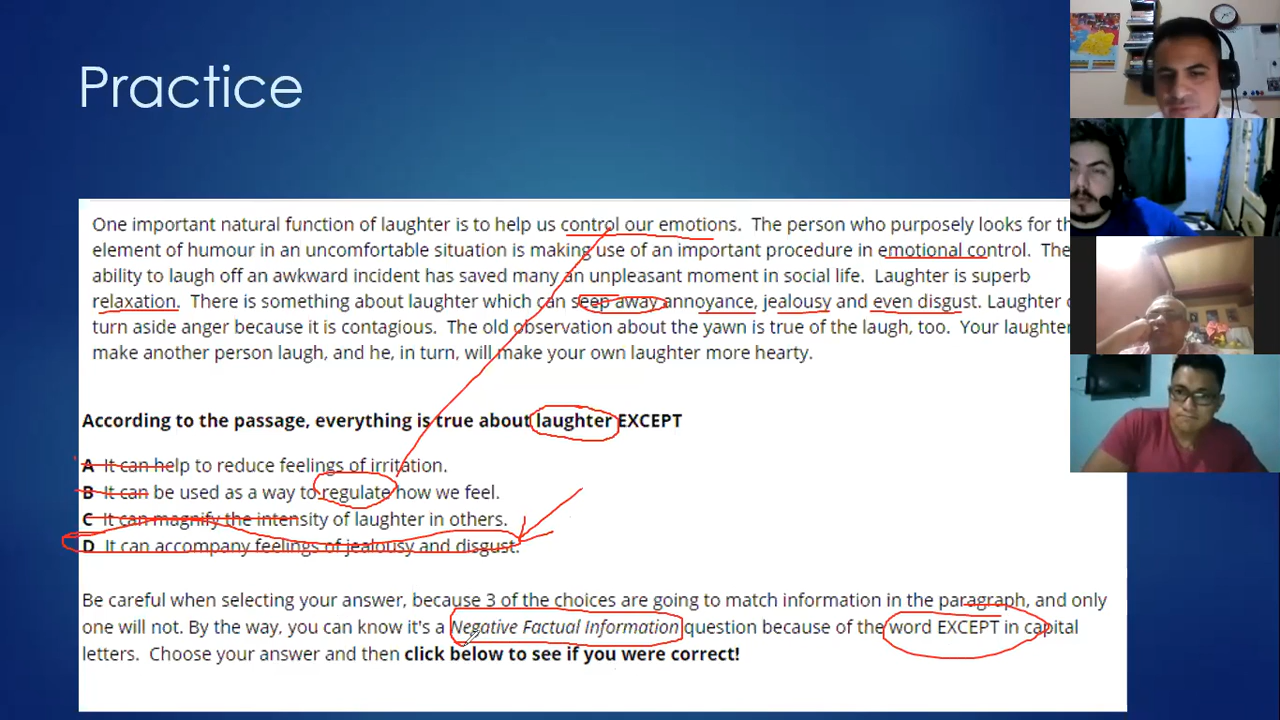 Practice
One important natural function of laughter is to help us control our emotions. The person who purposely looks for th
element of humour in an uncomfortable situation is making use of an important procedure in emotional control. The
ability to laugh off an awkward incident has saved many an unpleasant moment in social life. Laughter is superb
relaxation. There is something about laughter which can seep away annoyance, jealousy and even disgust. Laughter
turn aside anger because it is contagious. The old observation about the yawn is true of the laugh, too. Your laughter
make another person laugh, and he, in turn, will make your own laughter more hearty.
According to the passage, everything is true about laughter EXCEPT
A It can help to reduce feelings of irritation.
B It can be used as a way to regulate how we feel.
C It can magnify the intensity of laughter in others.
D It can accompany feelings of jealousy and disgust.
Be careful when selecting your answer, because 3 of the choices are going to match information in the paragraph, and only
one will not. By the way, you can know it's a Negative Factual Information question because of the word EXCEPT in capital
letters. Choose your answer and then click below to see if you were correct!